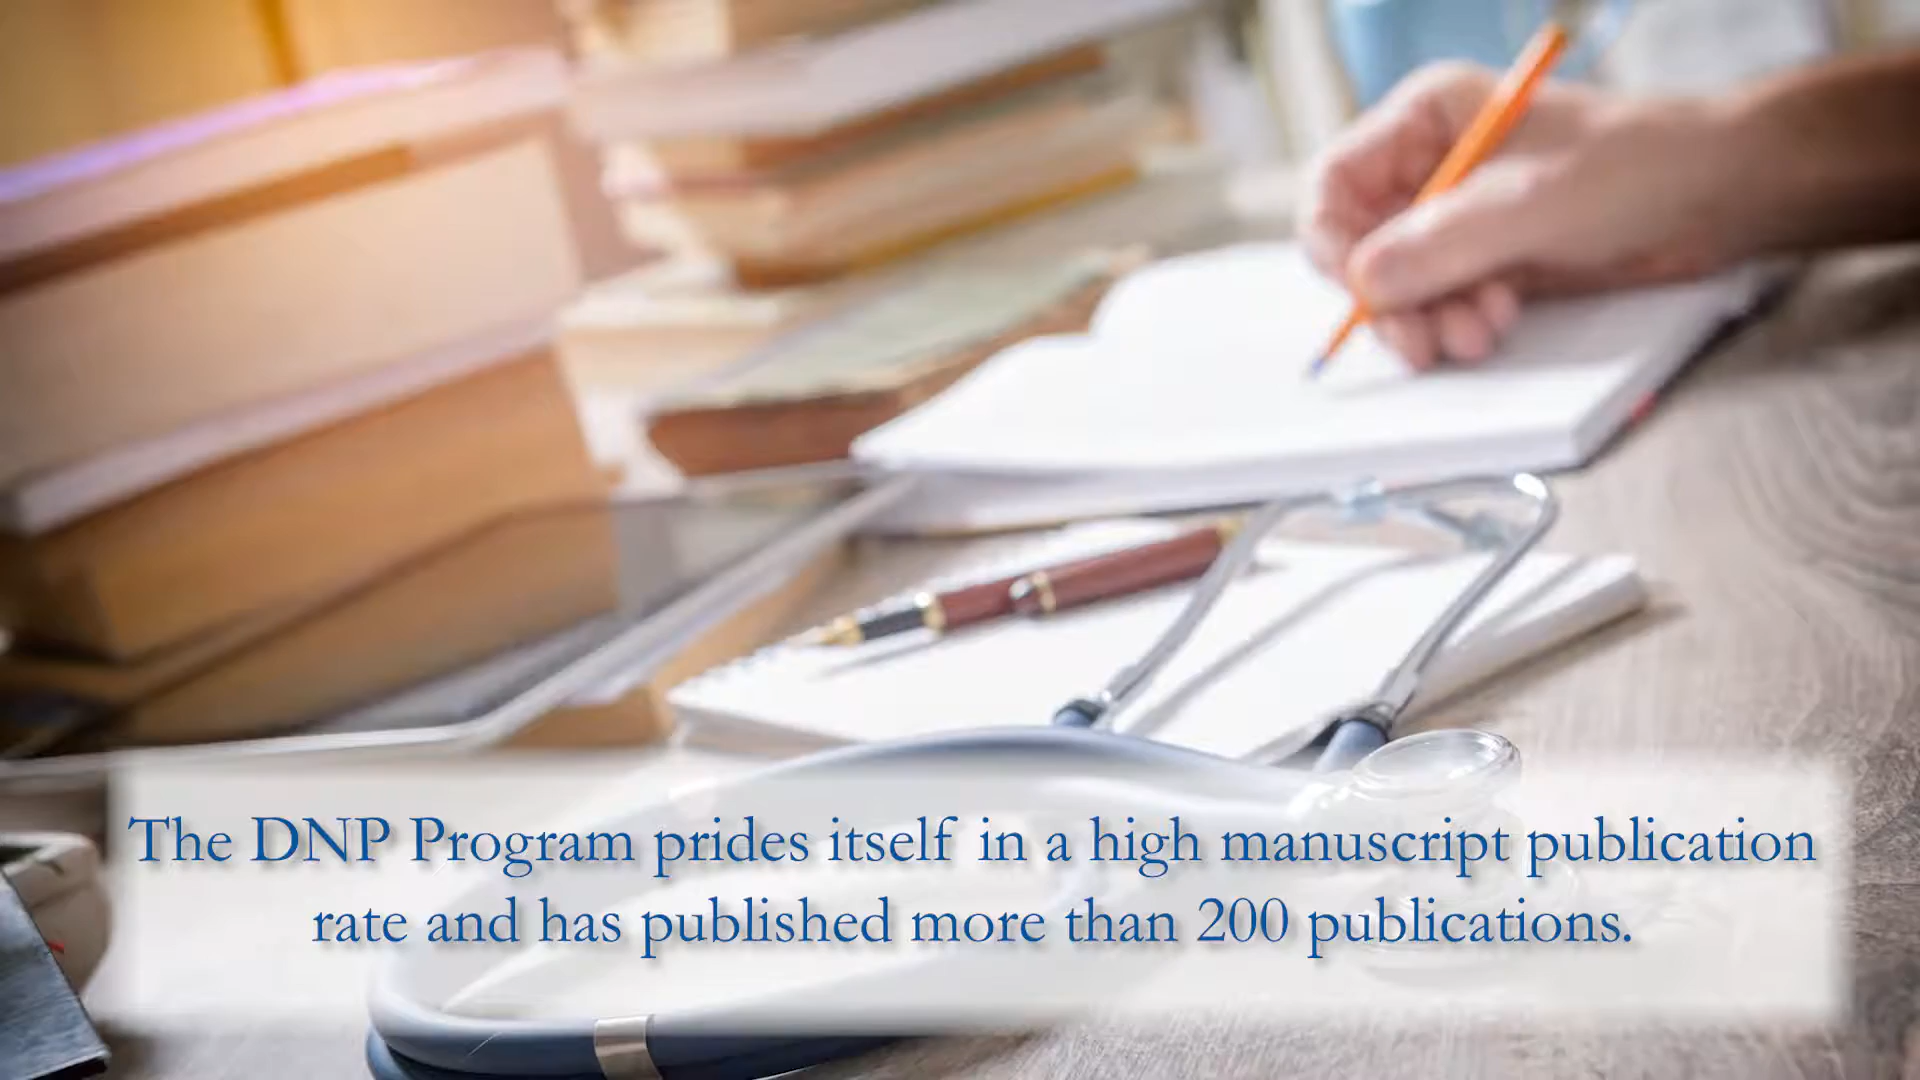 The DNP Program prides itself in a high manuscript publication
rate and has published more than 200 publications.